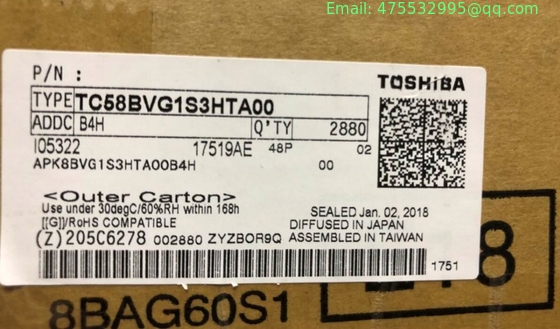 Email: 475532995@qq.com
P/N :
TOSHIBA
TYPE TC58BVG1S3HTA00
ADDC B4H Q'TY 2880
I05322 17519AE 48P 02
APK8BVG1S3HTA00B4H 00
<Outer Carton>
Use under 30degC/60%RH within 168h
SEALED Jan. 02, 2018
[[G]]/RoHS COMPATIBLE
DIFFUSED IN JAPAN
(Z)205C6278 002880 ZYZBOR9Q ASSEMBLED IN TAIWAN
1751
8BAG60S1